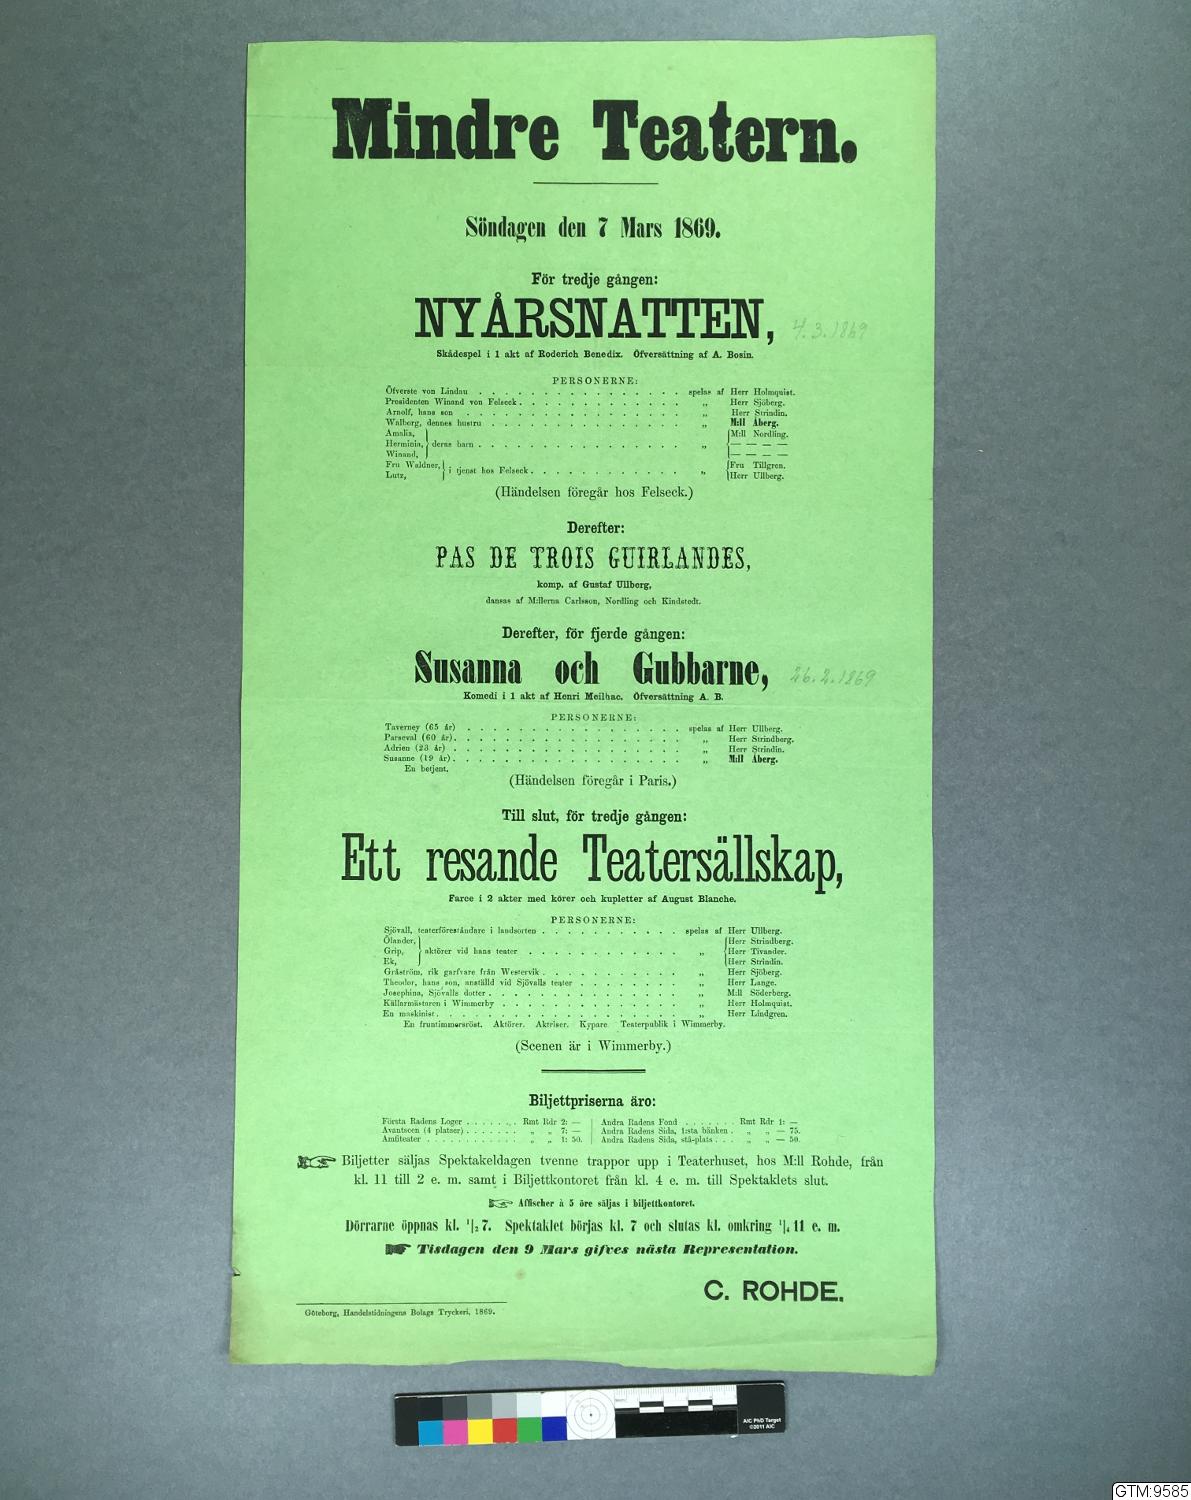 Mindre Teatern.
Söndagen den 7 Mars 1869.
För tredje gången:
NYÅRSNATTEN, 4.3.1869
Skådespel i 1 akt af Roderich Benedix. Öfversättning af A. Bosin.
PERSONERNE:
Öfverste von Lindau . . . . . spelas af Herr Holmquist.
Presidenten Winand von Felseck . . . . . „ Herr Sjöberg.
Arnolf, hans son . . . . . „ Herr Strindin.
Walborg, dennes hustru . . . . . „ M:ll Åberg.
Amalia, M:ll Nordling.
Herminia, } deras barn . . . . . „ — — — —
Winand, — — — —
Fru Waldner, } i tjenst hos Felseck . . . . . „ Fru Tillgren.
Lutz, Herr Ullberg.
(Händelsen föregår hos Felseck.)
Derefter:
PAS DE TROIS GUIRLANDES,
komp. af Gustaf Ullberg,
dansas af M:llerna Carlsson, Nordling och Kindstedt.
Derefter, för fjerde gången:
Susanna och Gubbarne, 26.2.1869
Komedi i 1 akt af Henri Meilhac. Öfversättning A. B.
PERSONERNE:
Taverney (65 år) . . . . . spelas af Herr Ullberg.
Parseval (60 år) . . . . . „ Herr Strindberg.
Adrien (23 år) . . . . . „ Herr Strindin.
Susanne (19 år) . . . . . „ M:ll Åberg.
En betjent.
(Händelsen föregår i Paris.)
Till slut, för tredje gången:
Ett resande Teatersällskap,
Farce i 2 akter med körer och kupletter af August Blanche.
PERSONERNE:
Sjövall, teaterföreståndare i landsorten . . . . . spelas af Herr Ullberg.
Ölander, Herr Strindberg.
Grip, } aktörer vid hans teater . . . . . „ Herr Tivander.
Ek, Herr Strindin.
Gråström, rik garfvare från Westervik . . . . . „ Herr Sjöberg.
Theodor, hans son, anställd vid Sjövalls teater . . . . . „ Herr Lange.
Josephina, Sjövalls dotter . . . . . „ M:ll Söderberg.
Källarmästaren i Wimmerby . . . . . „ Herr Holmquist.
En maskinist . . . . . „ Herr Lindgren.
En fruntimmersröst. Aktörer. Aktriser. Kypare. Teaterpublik i Wimmerby.
(Scenen är i Wimmerby.)
Biljettpriserna äro:
Första Radens Loger . . . . . Rmt Rdr 2: — Andra Radens Fond . . . . . Rmt Rdr 1: —
Avantscen (4 platser) . . . . . „ „ 7: — Andra Radens Sida, 1:sta bänken . „ „ — 75.
Amfiteater . . . . . „ „ 1: 50. Andra Radens Sida, stå-plats . . . „ „ — 50.
Biljetter säljas Spektakeldagen tvenne trappor upp i Teaterhuset, hos M:ll Rohde, från
kl. 11 till 2 e. m. samt i Biljettkontoret från kl. 4 e. m. till Spektaklets slut.
Affischer à 5 öre säljas i biljettkontoret.
Dörrarne öppnas kl. 1/2 7. Spektaklet börjas kl. 7 och slutas kl. omkring 1/4 11 e. m.
Tisdagen den 9 Mars gifves nästa Representation.
C. ROHDE.
Göteborg, Handelstidningens Bolags Tryckeri, 1869.
AIC PhD Target
©2011 AIC
GTM:9585